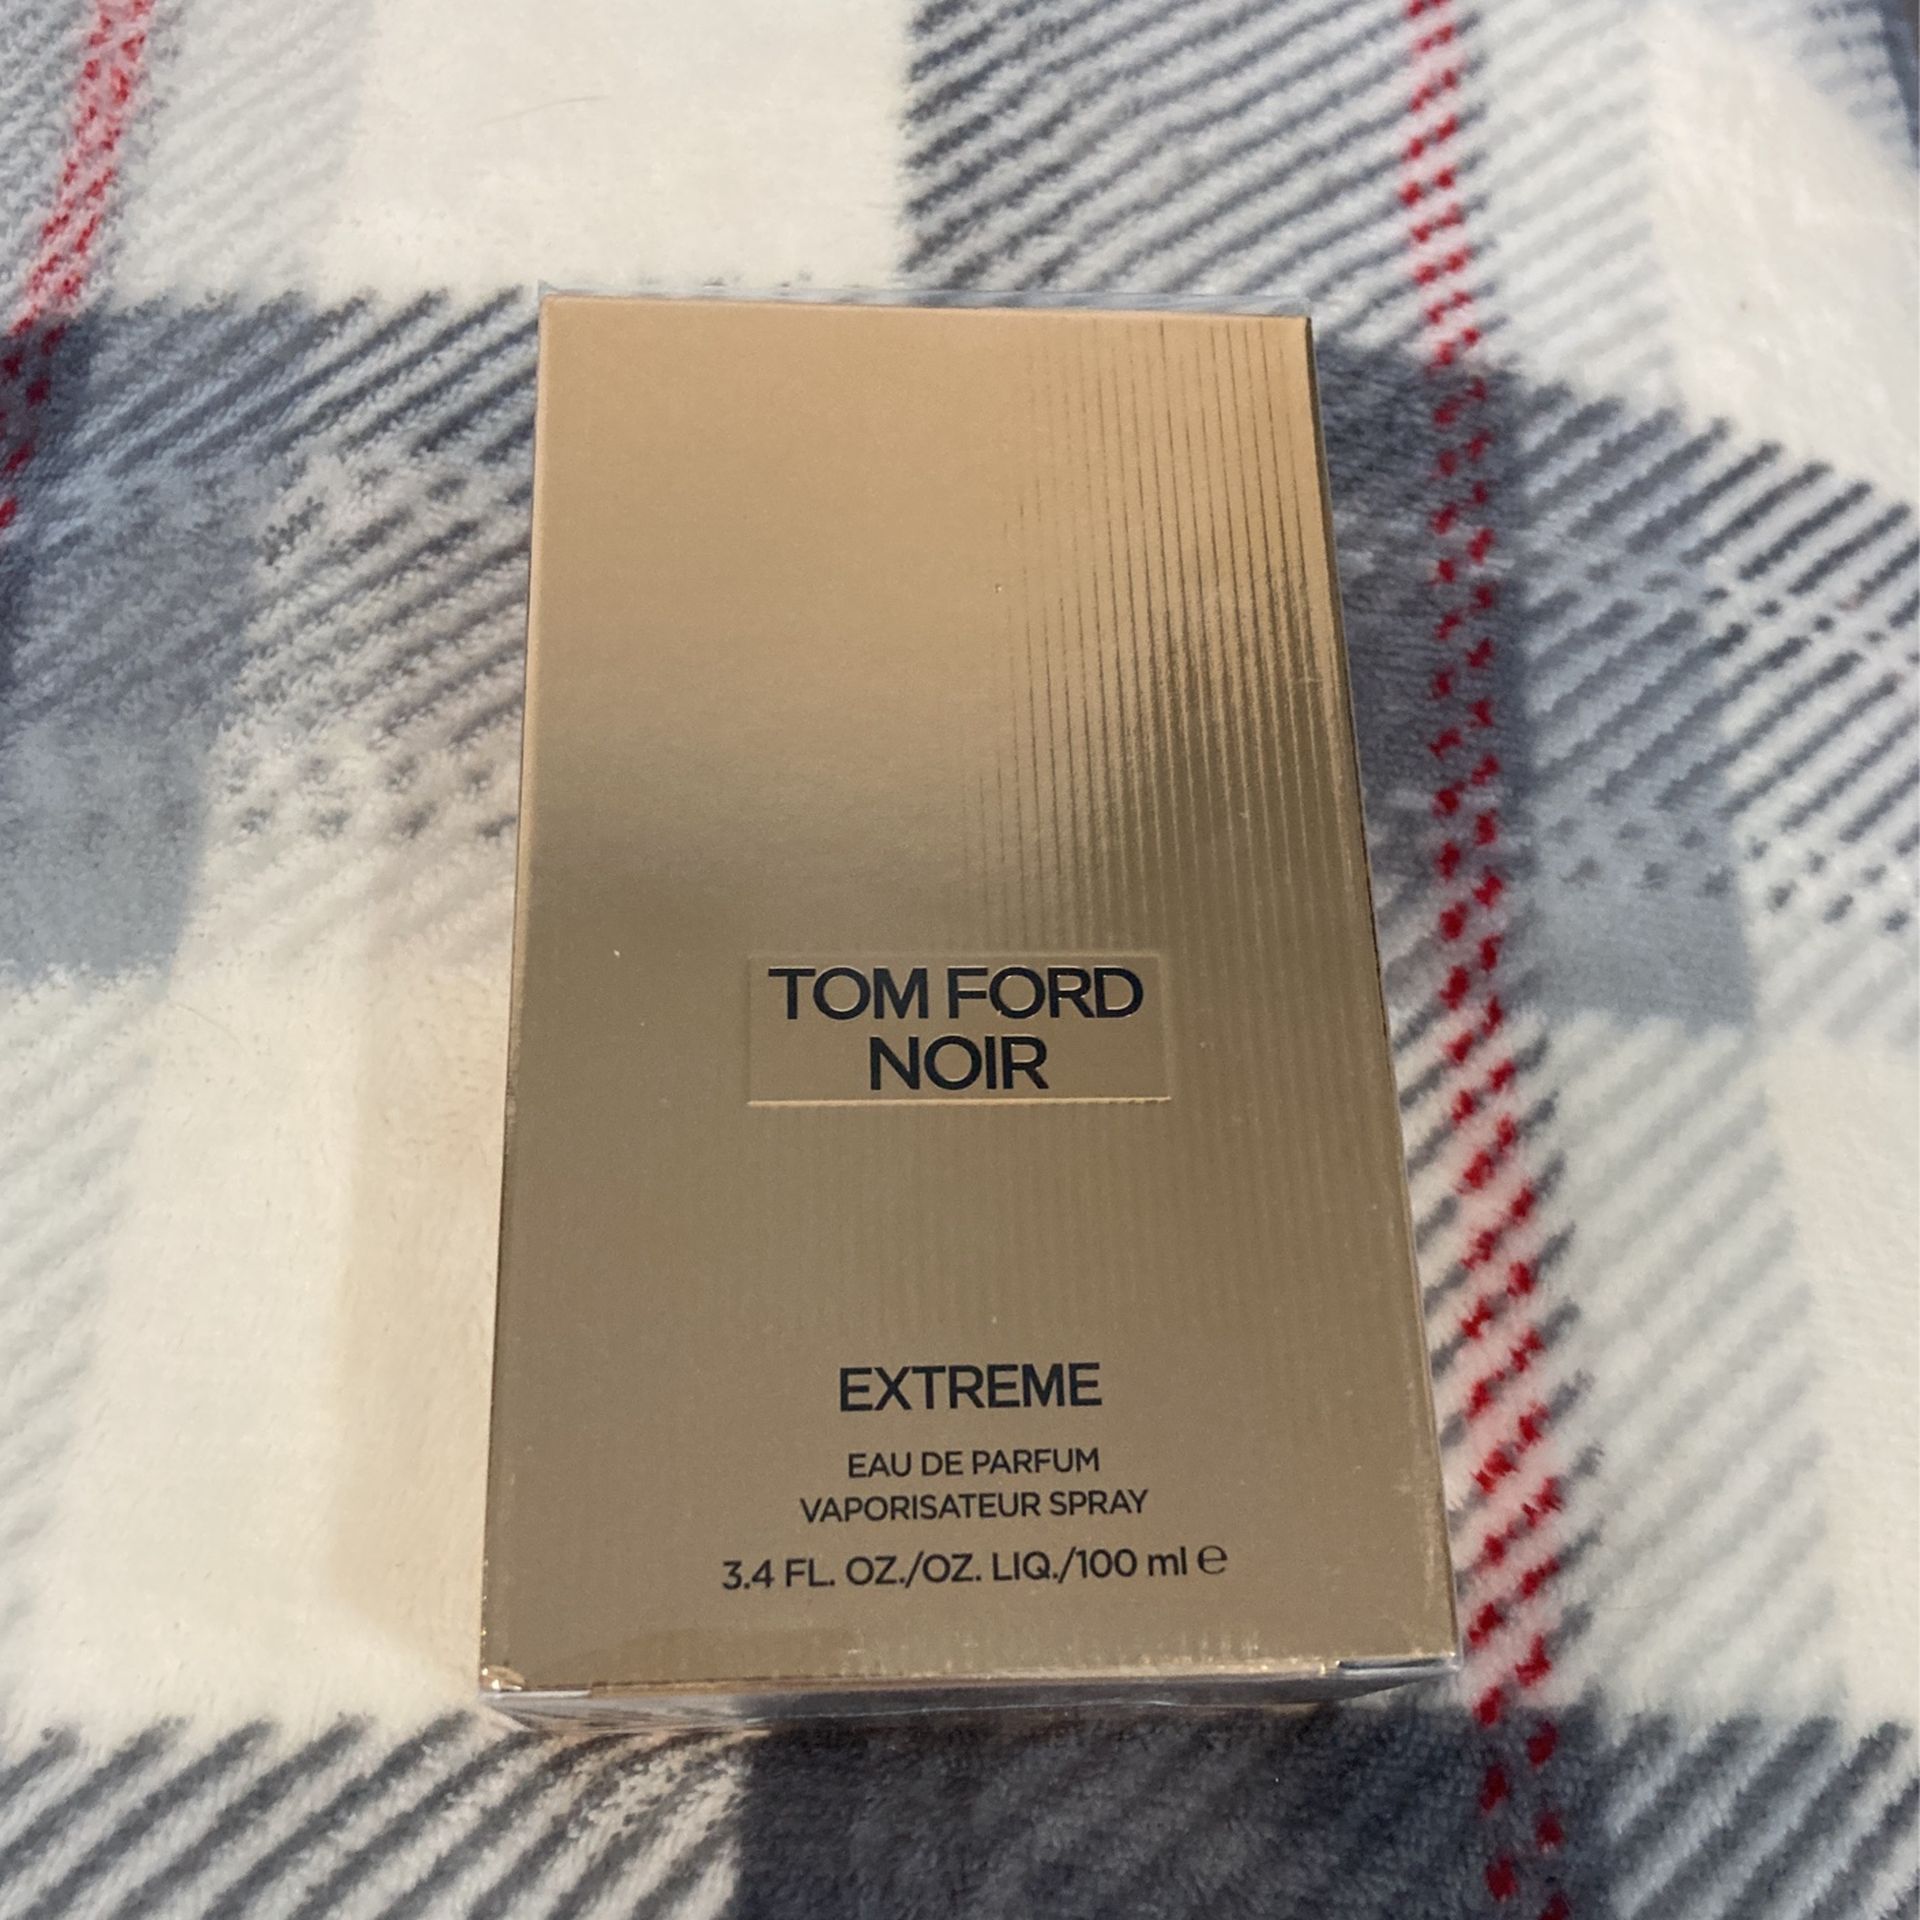 TOM FORD
NOIR
EXTREME
EAU DE PARFUM
VAPORISATEUR SPRAY
3.4 FL. OZ./OZ. LIQ./100 ml ℮